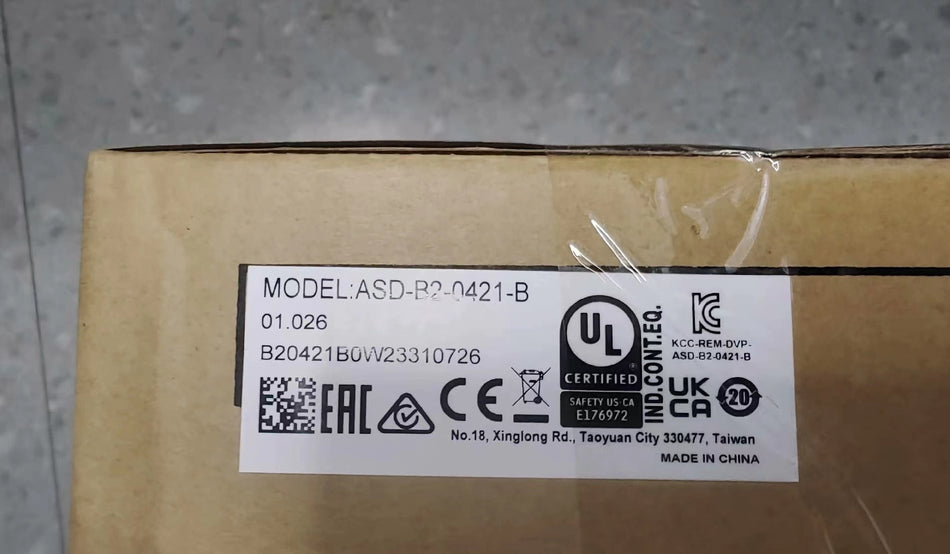 MODEL:ASD-B2-0421-B
01.026
B20421B0W23310726
EAC
CE
UL
®
CERTIFIED
SAFETY US-CA
E176972
IND.CONT.EQ.
KC
KCC-REM-DVP-
ASD-B2-0421-B
UK
CA
20
No.18, Xinglong Rd., Taoyuan City 330477, Taiwan
MADE IN CHINA